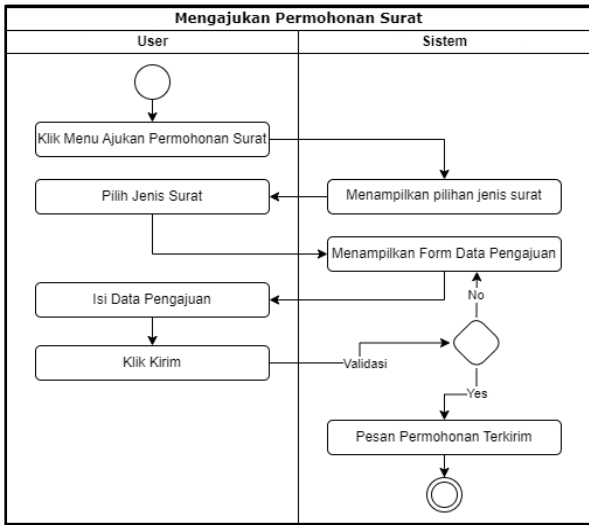 Mengajukan Permohonan Surat
User
Sistem
Klik Menu Ajukan Permohonan Surat
Menampilkan pilihan jenis surat
Pilih Jenis Surat
Menampilkan Form Data Pengajuan
Isi Data Pengajuan
No
Klik Kirim
Validasi
Yes
Pesan Permohonan Terkirim